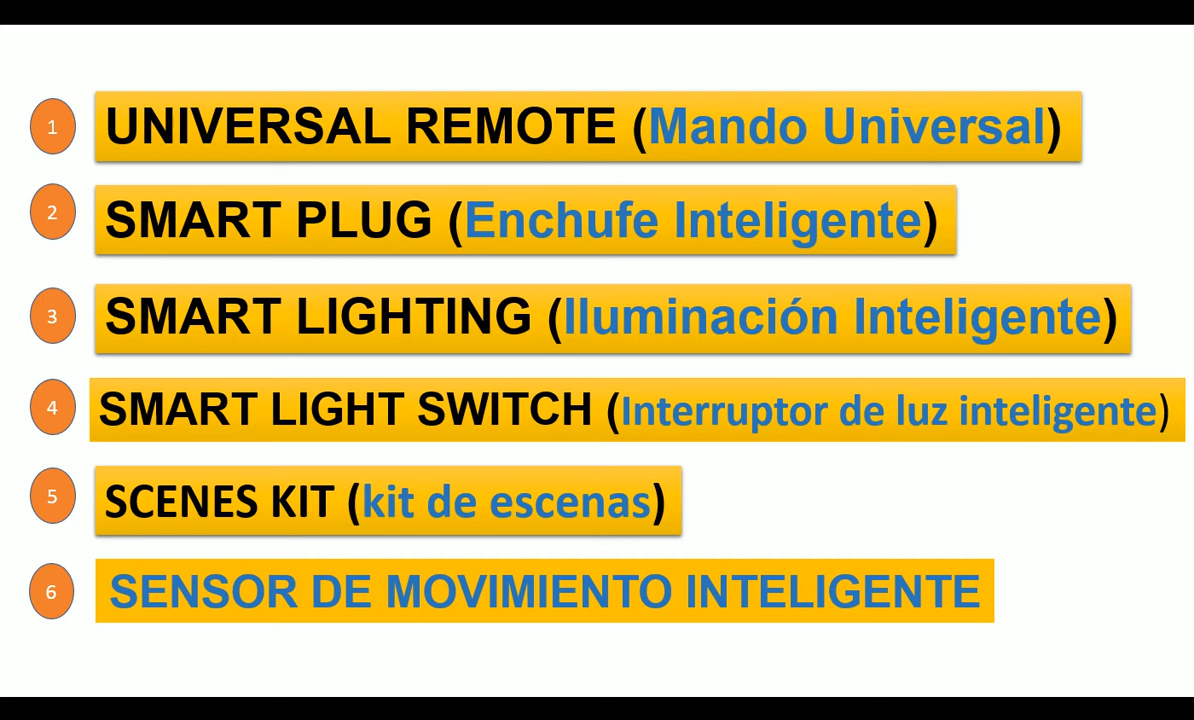 1 UNIVERSAL REMOTE (Mando Universal)
2 SMART PLUG (Enchufe Inteligente)
3 SMART LIGHTING (Iluminación Inteligente)
4 SMART LIGHT SWITCH (Interruptor de luz inteligente)
5 SCENES KIT (kit de escenas)
6 SENSOR DE MOVIMIENTO INTELIGENTE